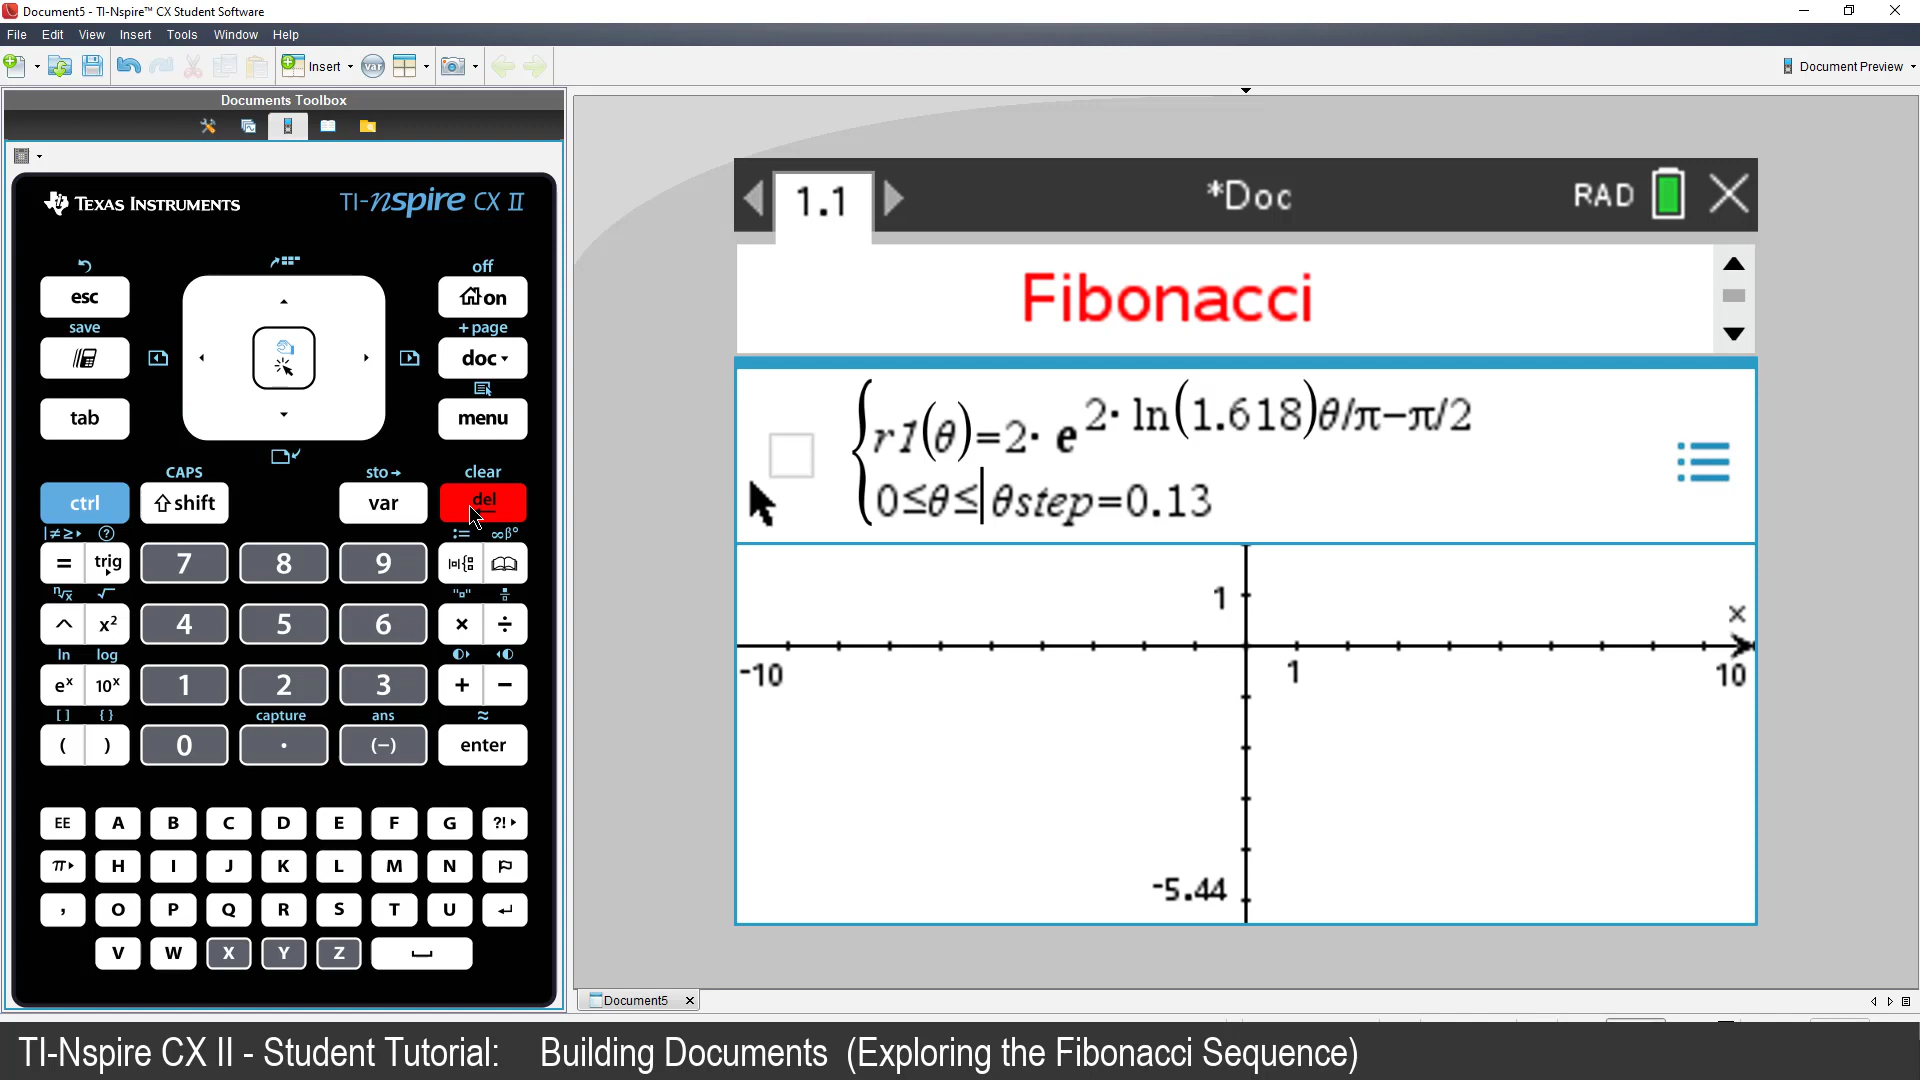 Document5 - TI-Nspire™ CX Student Software
File Edit View Insert Tools Window Help
Insert var Document Preview
Documents Toolbox
TEXAS INSTRUMENTS TI-nspire CX II
off
esc on
save + page
doc
tab menu
CAPS sto→ clear
ctrl shift var del
|≠≥▸ ? := ∞β°
= trig 7 8 9
ⁿ√x √ "▫"
^ x² 4 5 6 × ÷
ln log
eˣ 10ˣ 1 2 3 + −
[ ] { } capture ans ≈
( ) 0 . (−) enter
EE A B C D E F G ?!▸
π▸ H I J K L M N
, O P Q R S T U ↵
V W X Y Z
1.1 *Doc RAD
Fibonacci
r1(θ)=2· e^2· ln(1.618)θ/π−π/2
0≤θ≤ θstep=0.13
1
x
-10 1 10
-5.44
Document5
TI-Nspire CX II - Student Tutorial: Building Documents (Exploring the Fibonacci Sequence)